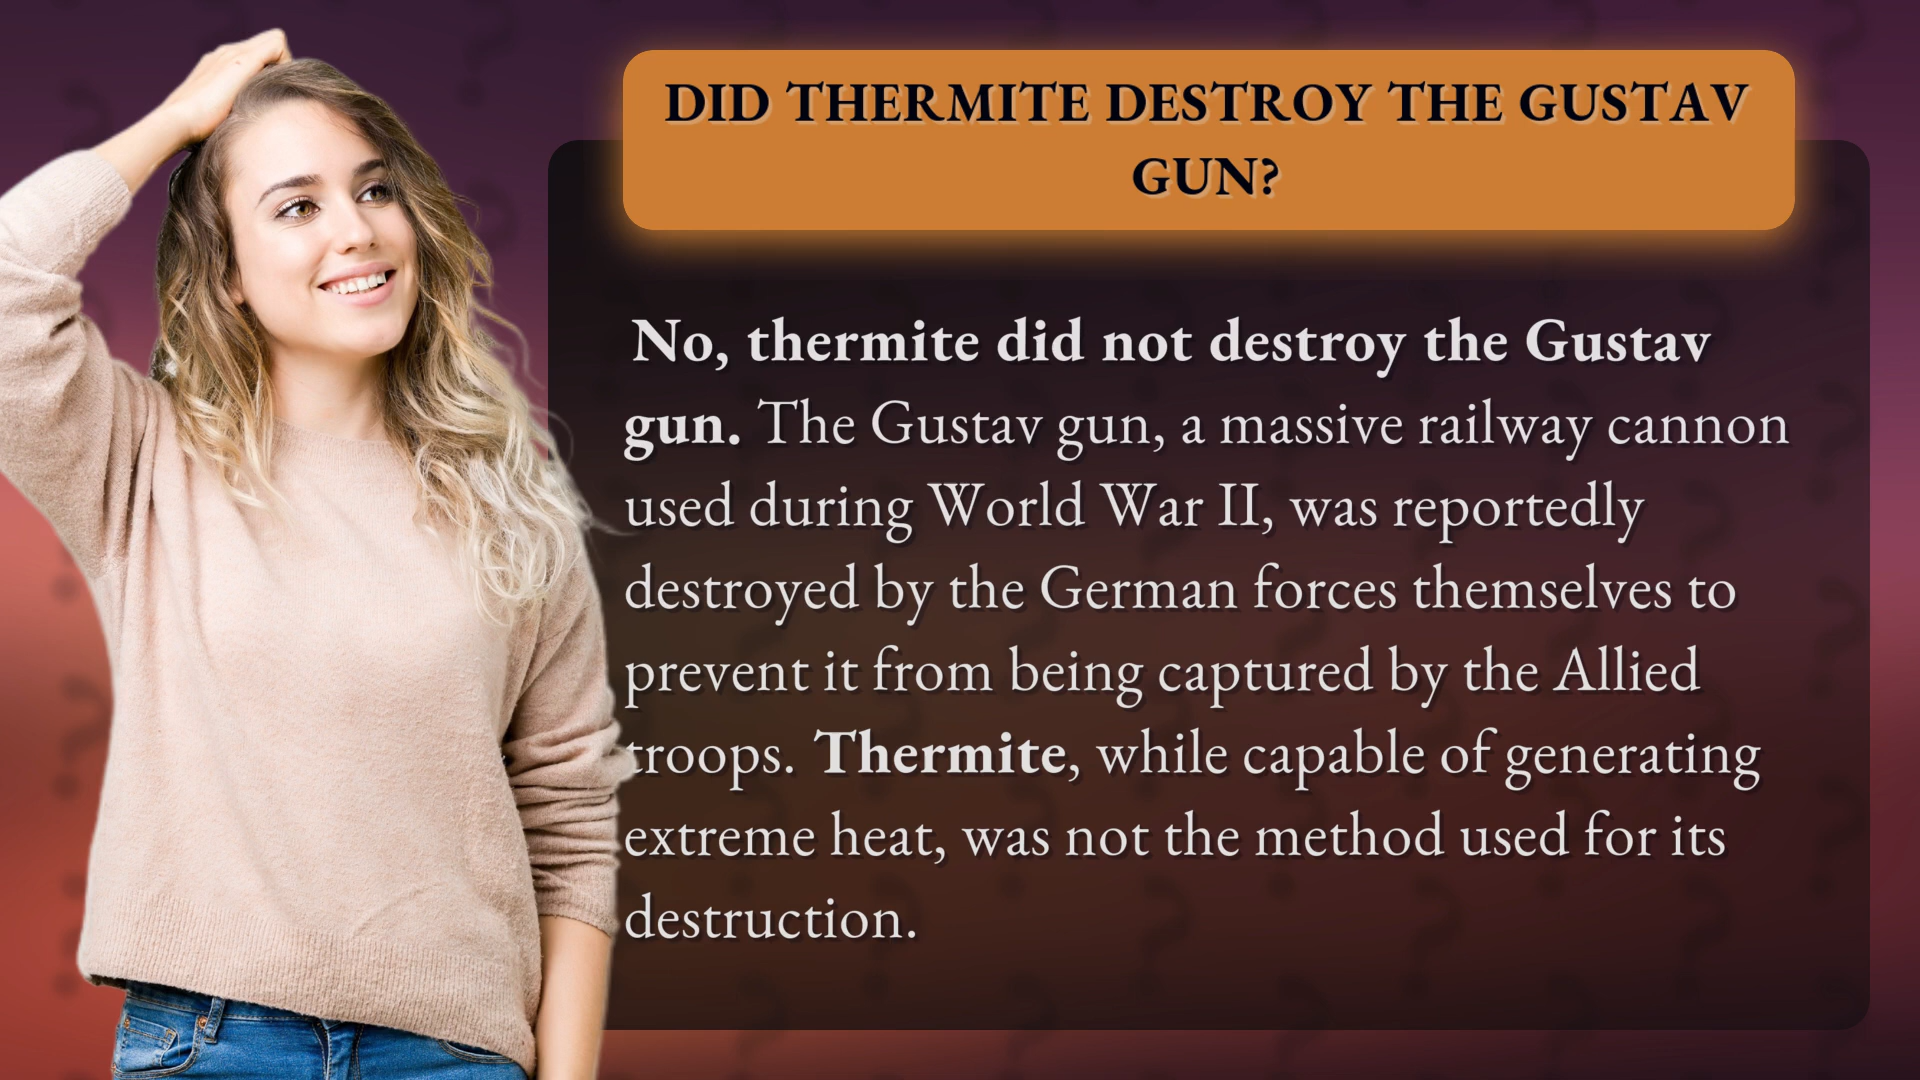 DID THERMITE DESTROY THE GUSTAV
GUN?
No, thermite did not destroy the Gustav
gun. The Gustav gun, a massive railway cannon
used during World War II, was reportedly
destroyed by the German forces themselves to
prevent it from being captured by the Allied
troops. Thermite, while capable of generating
extreme heat, was not the method used for its
destruction.